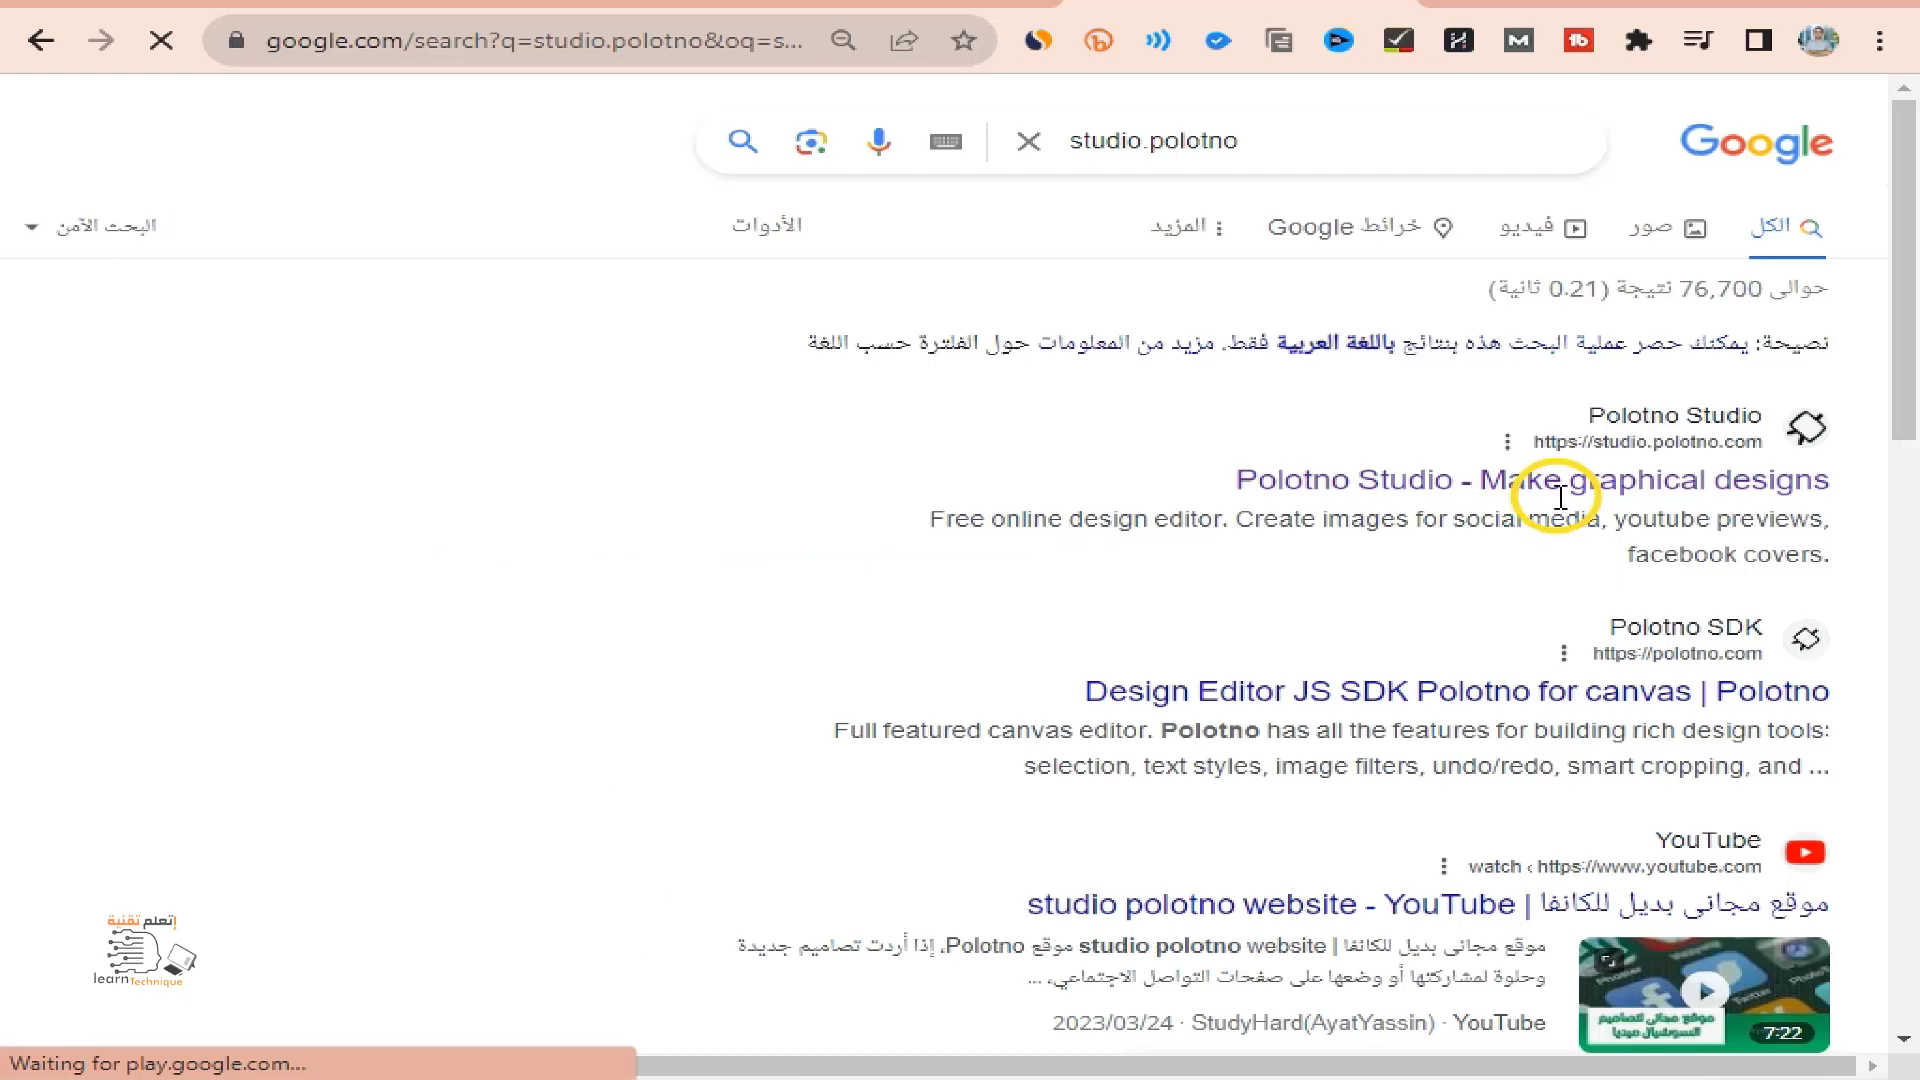 google.com/search?q=studio.polotno&oq=s...
studio.polotno
Google
الكل
صور
فيديو
خرائط Google
المزيد
الأدوات
البحث الآمن
حوالى 76,700 نتيجة (0.21 ثانية)
نصيحة: يمكنك حصر عملية البحث هذه بنتائج باللغة العربية فقط. مزيد من المعلومات حول الفلترة حسب اللغة
Polotno Studio
https://studio.polotno.com
Polotno Studio - Make graphical designs
Free online design editor. Create images for social media, youtube previews,
facebook covers.
Polotno SDK
https://polotno.com
Design Editor JS SDK Polotno for canvas | Polotno
Full featured canvas editor. Polotno has all the features for building rich design tools:
selection, text styles, image filters, undo/redo, smart cropping, and ...
YouTube
https://www.youtube.com › watch
موقع مجانى بديل للكانفا | studio polotno website - YouTube
موقع مجانى بديل للكانفا | studio polotno website موقع Polotno، إذا أردت تصاميم جديدة
وحلوة لمشاركتها أو وضعها على صفحات التواصل الاجتماعي، ...
YouTube · StudyHard(AyatYassin) · 2023/03/24
موقع مجانى لتصاميم
السوشيال ميديا
7:22
إتعلم تقنية
learnTechnique
Waiting for play.google.com...